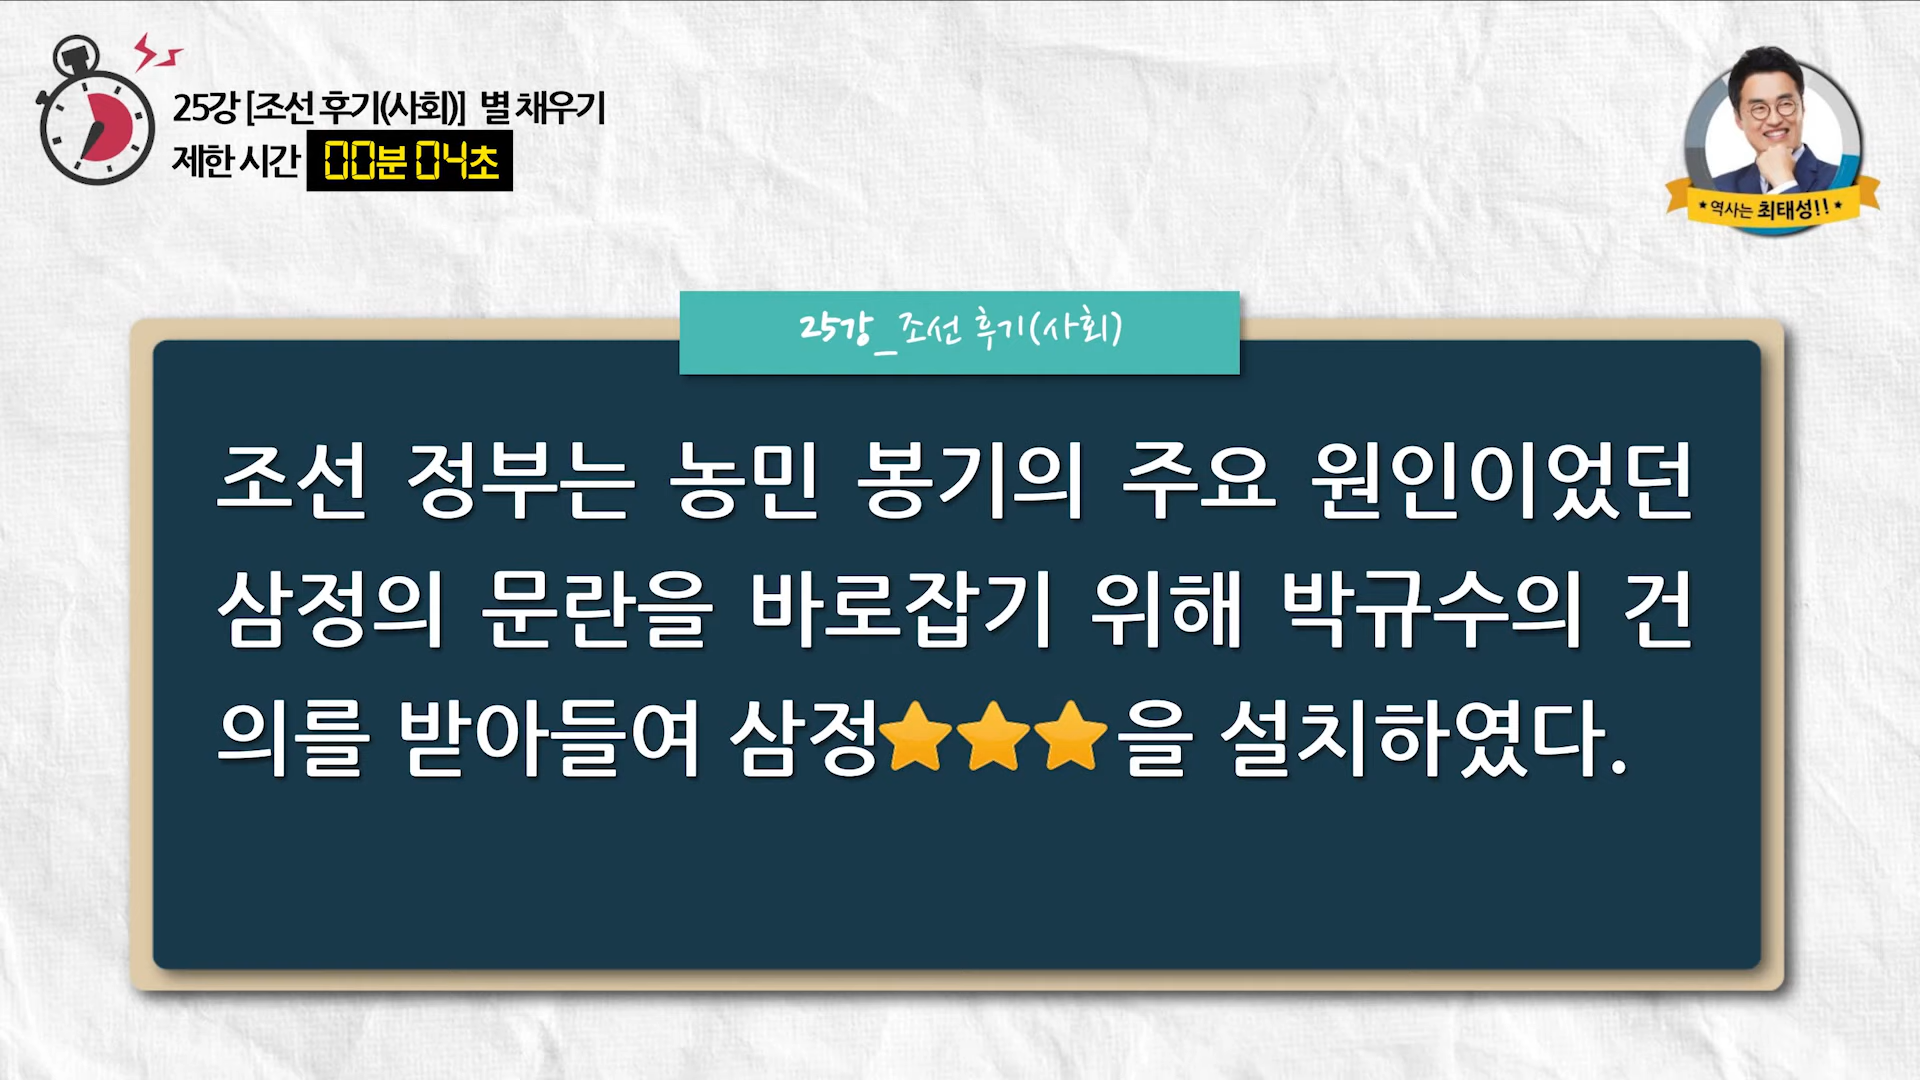 25강 [조선 후기(사회)] 별 채우기
제한 시간 00분 04초
★역사는 최태성!!★
25강_조선 후기(사회)
조선 정부는 농민 봉기의 주요 원인이었던
삼정의 문란을 바로잡기 위해 박규수의 건
의를 받아들여 삼정⭐⭐⭐을 설치하였다.